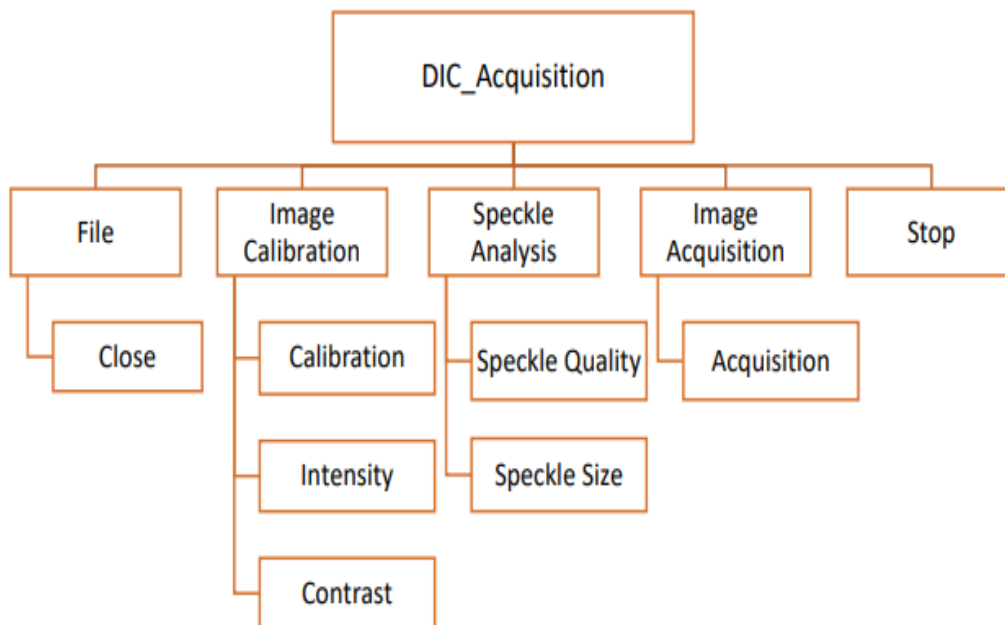 DIC_Acquisition
File
Image
Calibration
Speckle
Analysis
Image
Acquisition
Stop
Close
Calibration
Speckle Quality
Acquisition
Intensity
Speckle Size
Contrast